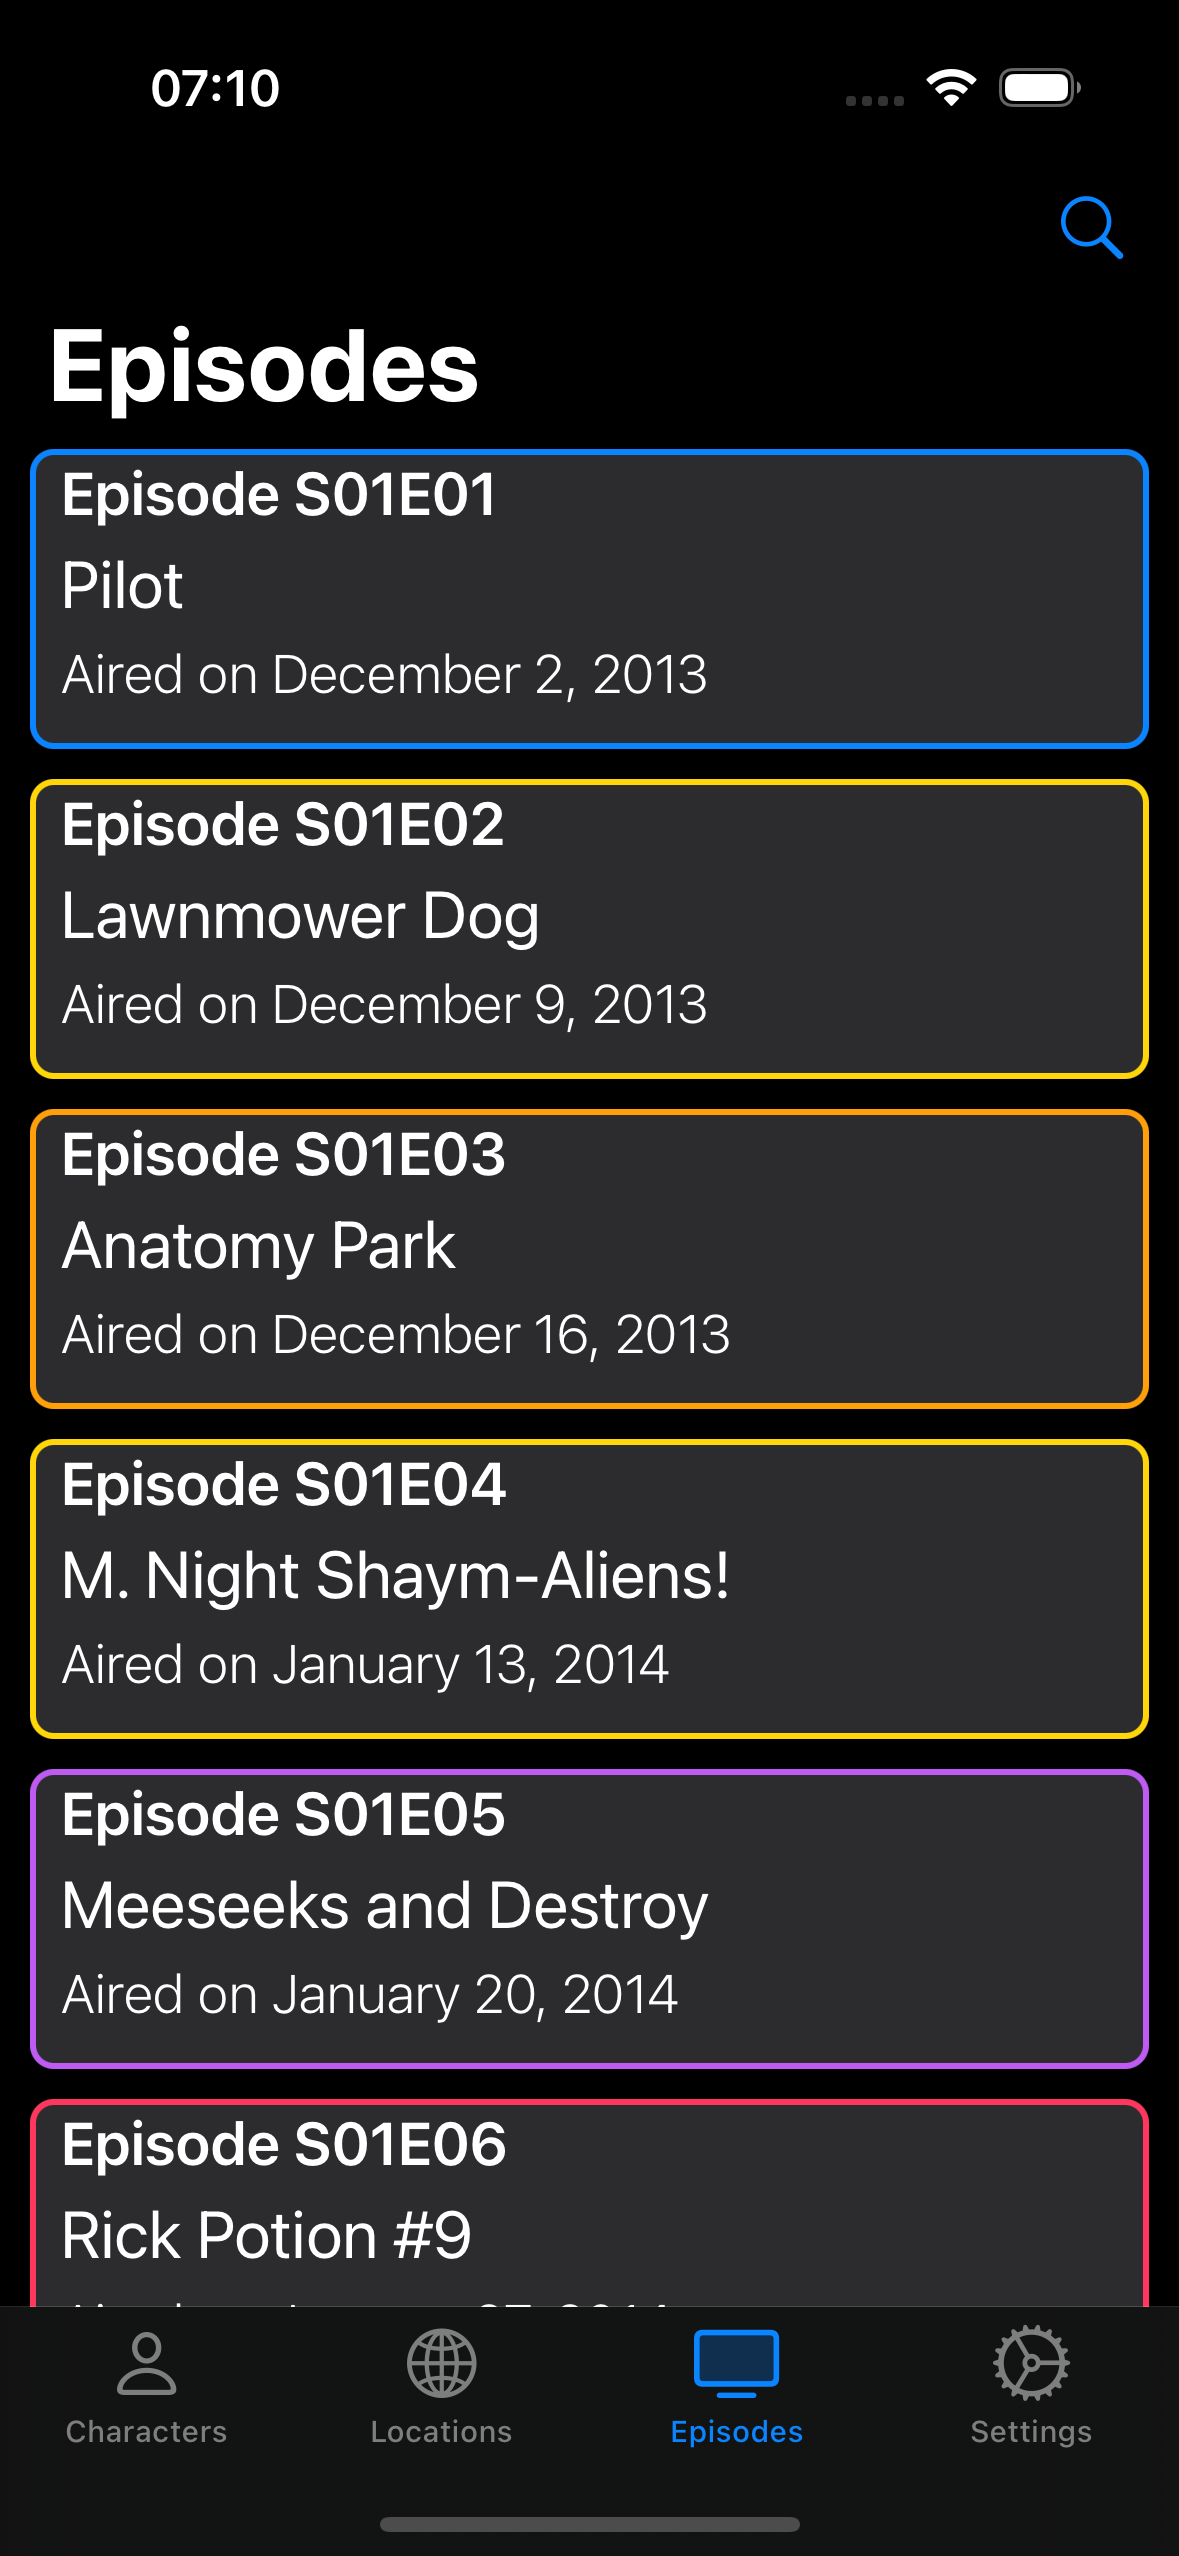 07:10
Episodes
Episode S01E01
Pilot
Aired on December 2, 2013
Episode S01E02
Lawnmower Dog
Aired on December 9, 2013
Episode S01E03
Anatomy Park
Aired on December 16, 2013
Episode S01E04
M. Night Shaym-Aliens!
Aired on January 13, 2014
Episode S01E05
Meeseeks and Destroy
Aired on January 20, 2014
Episode S01E06
Rick Potion #9
Characters
Locations
Episodes
Settings